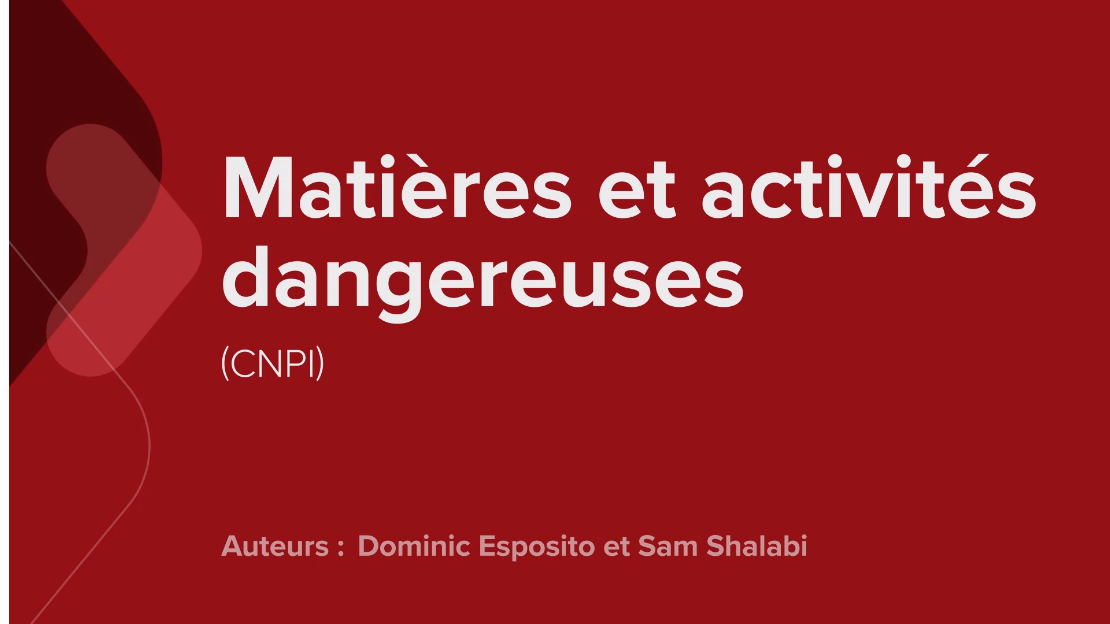 Matières et activités
dangereuses
(CNPI)
Auteurs : Dominic Esposito et Sam Shalabi